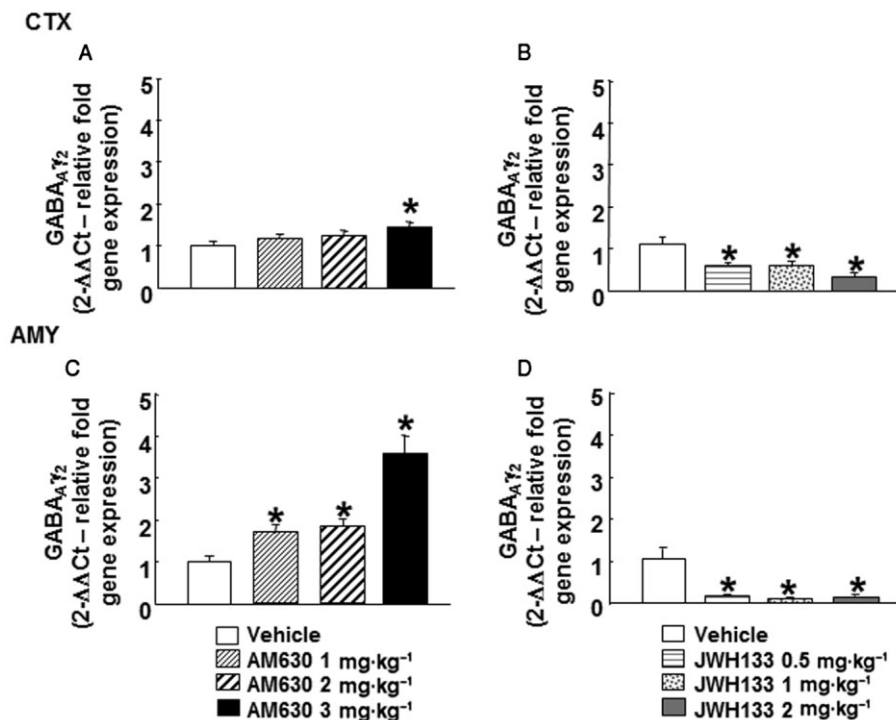 CTX
A
GABA_Aγ₂
(2-ΔΔCt – relative fold
gene expression)
5
4
3
2
1
0
*
B
GABA_Aγ₂
(2-ΔΔCt – relative fold
gene expression)
5
4
3
2
1
0
* * *
AMY
C
GABA_Aγ₂
(2-ΔΔCt – relative fold
gene expression)
5
4
3
2
1
0
* * *
Vehicle
AM630 1 mg·kg⁻¹
AM630 2 mg·kg⁻¹
AM630 3 mg·kg⁻¹
D
GABA_Aγ₂
(2-ΔΔCt – relative fold
gene expression)
5
4
3
2
1
0
* * *
Vehicle
JWH133 0.5 mg·kg⁻¹
JWH133 1 mg·kg⁻¹
JWH133 2 mg·kg⁻¹